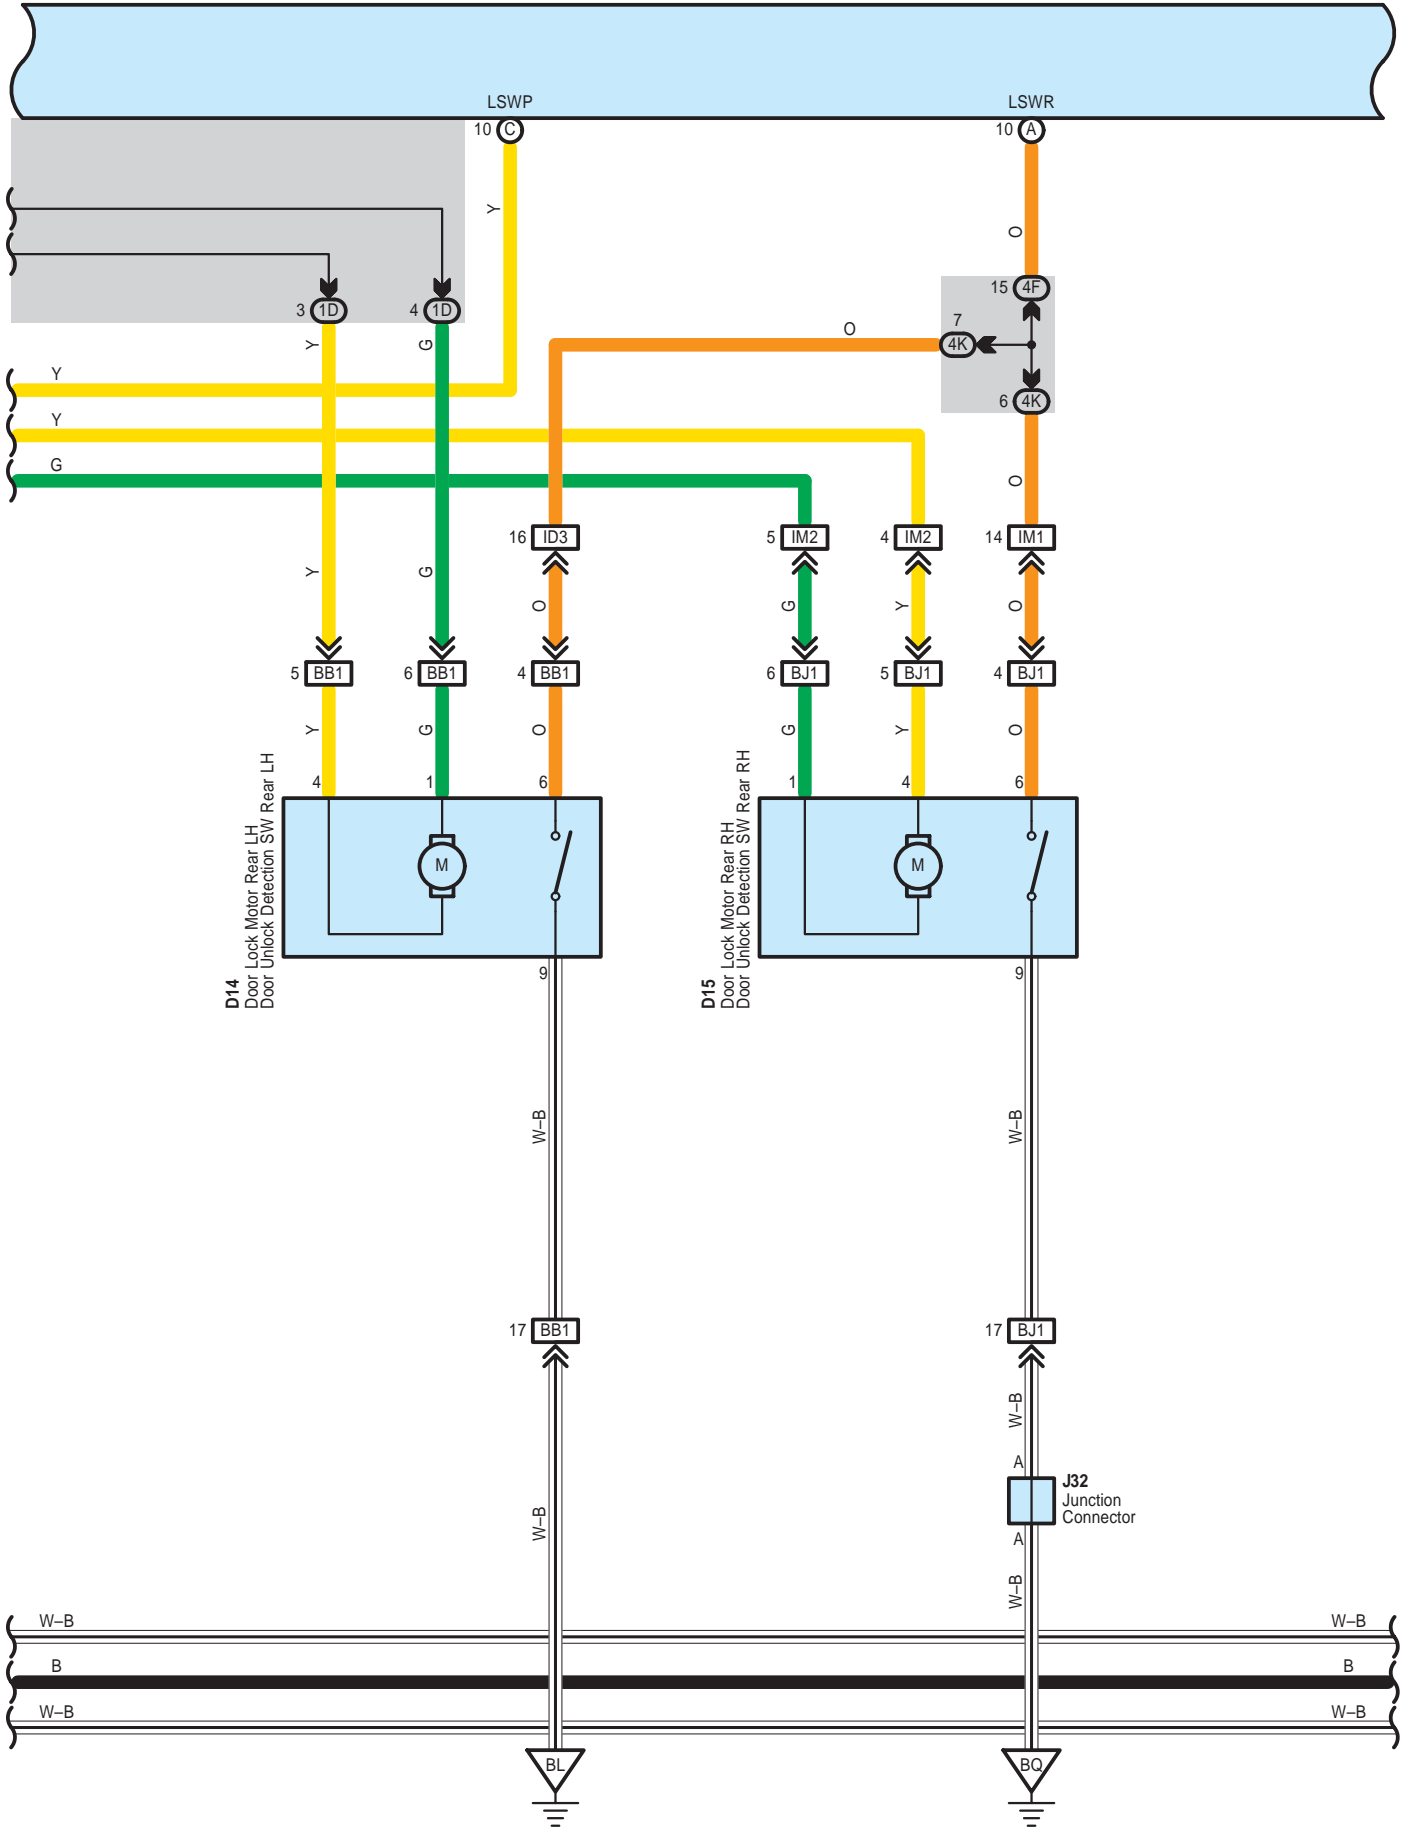 LSWP
LSWR
10 C
10 A
Y
O
15 4F
3 1D
4 1D
7
4K
O
Y
G
Y
6 4K
Y
G
O
16 ID3
5 IM2
4 IM2
14 IM1
Y
G
O
G
Y
O
5 BB1
6 BB1
4 BB1
6 BJ1
5 BJ1
4 BJ1
Y
G
O
G
Y
O
4
1
6
1
4
6
M
M
D14
Door Lock Motor Rear LH
Door Unlock Detection SW Rear LH
D15
Door Lock Motor Rear RH
Door Unlock Detection SW Rear RH
9
9
W–B
W–B
17 BB1
17 BJ1
W–B
A
J32
Junction
Connector
W–B
A
W–B
W–B
W–B
B
B
W–B
W–B
BL
BQ